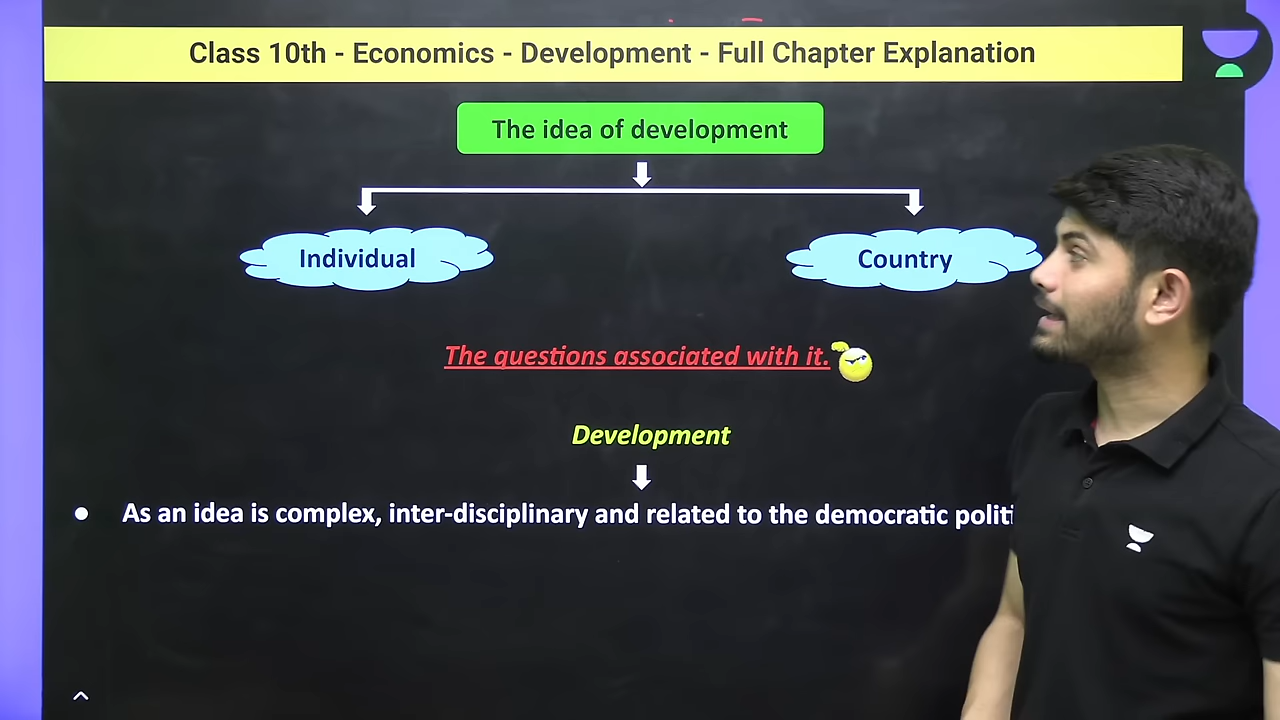 Class 10th - Economics - Development - Full Chapter Explanation
The idea of development
Individual
Country
The questions associated with it.
Development
● As an idea is complex, inter-disciplinary and related to the democratic